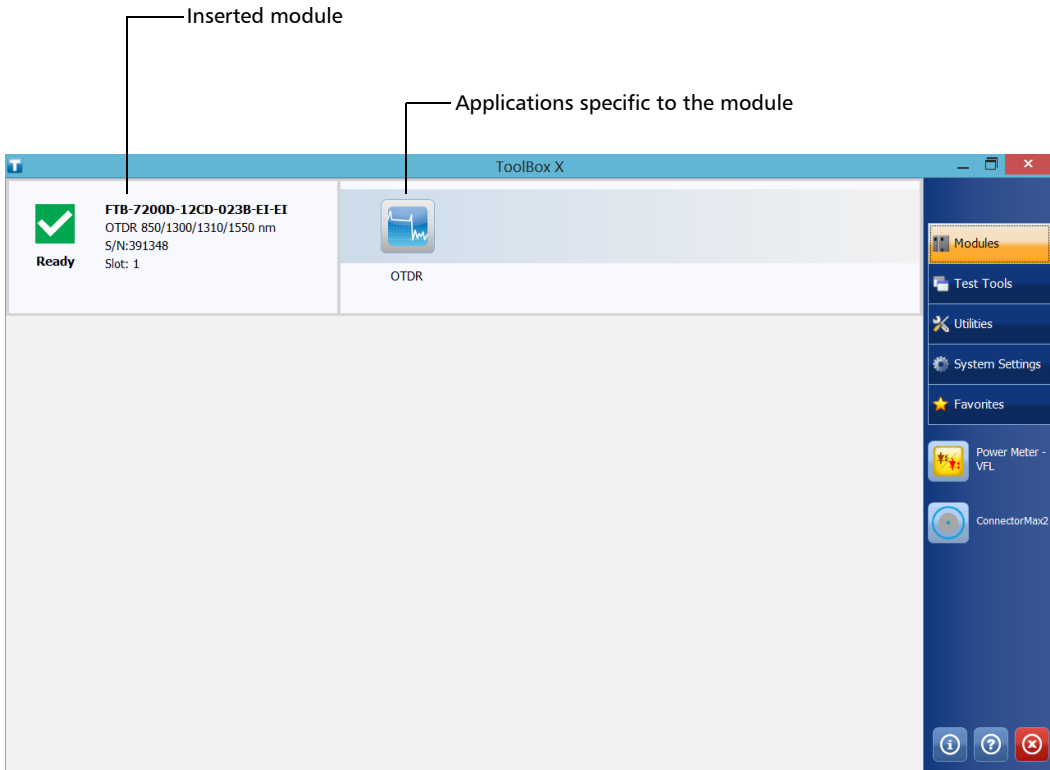 Inserted module
Applications specific to the module
ToolBox X
FTB-7200D-12CD-023B-EI-EI
OTDR 850/1300/1310/1550 nm
S/N:391348
Slot: 1
Ready
OTDR
Modules
Test Tools
Utilities
System Settings
Favorites
Power Meter -
VFL
ConnectorMax2